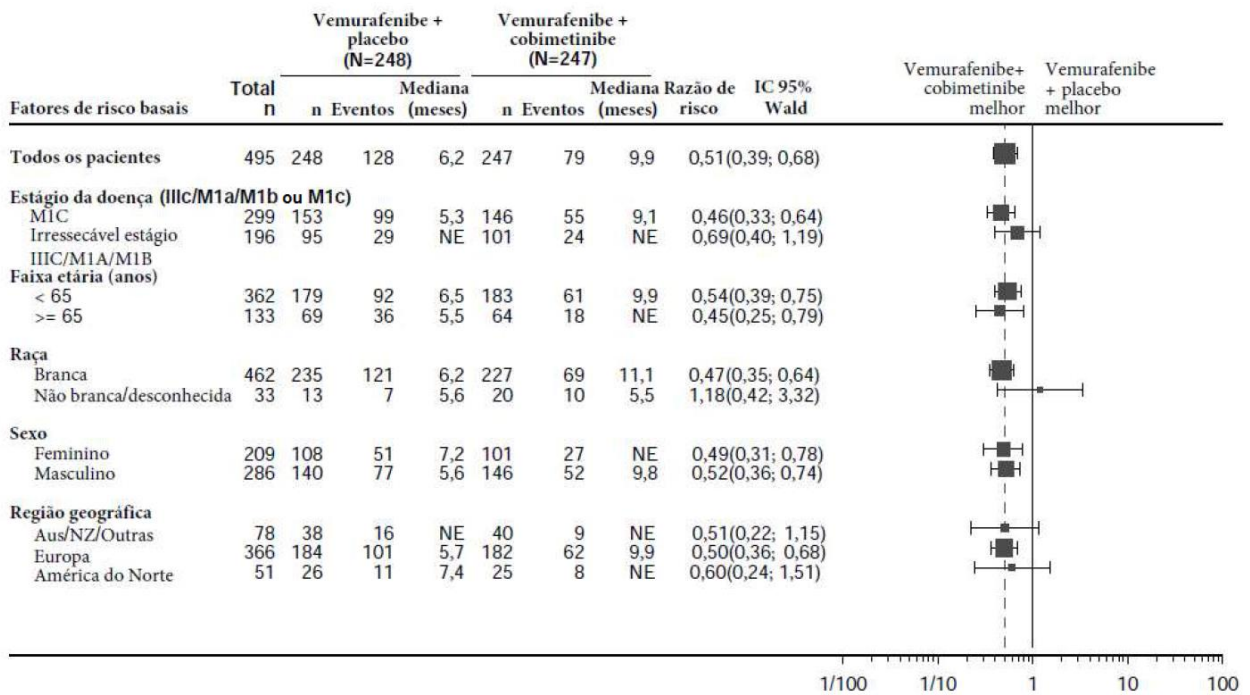 Vemurafenibe + placebo (N=248) Vemurafenibe + cobimetinibe (N=247)
Vemurafenibe+ cobimetinibe melhor Vemurafenibe + placebo melhor
Fatores de risco basais Total n n Eventos Mediana (meses) n Eventos Mediana (meses) Razão de risco IC 95% Wald
Todos os pacientes 495 248 128 6,2 247 79 9,9 0,51(0,39; 0,68)
Estágio da doença (IIIc/M1a/M1b ou M1c)
M1C 299 153 99 5,3 146 55 9,1 0,46(0,33; 0,64)
Irressecável estágio 196 95 29 NE 101 24 NE 0,69(0,40; 1,19)
IIIC/M1A/M1B
Faixa etária (anos)
< 65 362 179 92 6,5 183 61 9,9 0,54(0,39; 0,75)
>= 65 133 69 36 5,5 64 18 NE 0,45(0,25; 0,79)
Raça
Branca 462 235 121 6,2 227 69 11,1 0,47(0,35; 0,64)
Não branca/desconhecida 33 13 7 5,6 20 10 5,5 1,18(0,42; 3,32)
Sexo
Feminino 209 108 51 7,2 101 27 NE 0,49(0,31; 0,78)
Masculino 286 140 77 5,6 146 52 9,8 0,52(0,36; 0,74)
Região geográfica
Aus/NZ/Outras 78 38 16 NE 40 9 NE 0,51(0,22; 1,15)
Europa 366 184 101 5,7 182 62 9,9 0,50(0,36; 0,68)
América do Norte 51 26 11 7,4 25 8 NE 0,60(0,24; 1,51)
1/100 1/10 1 10 100